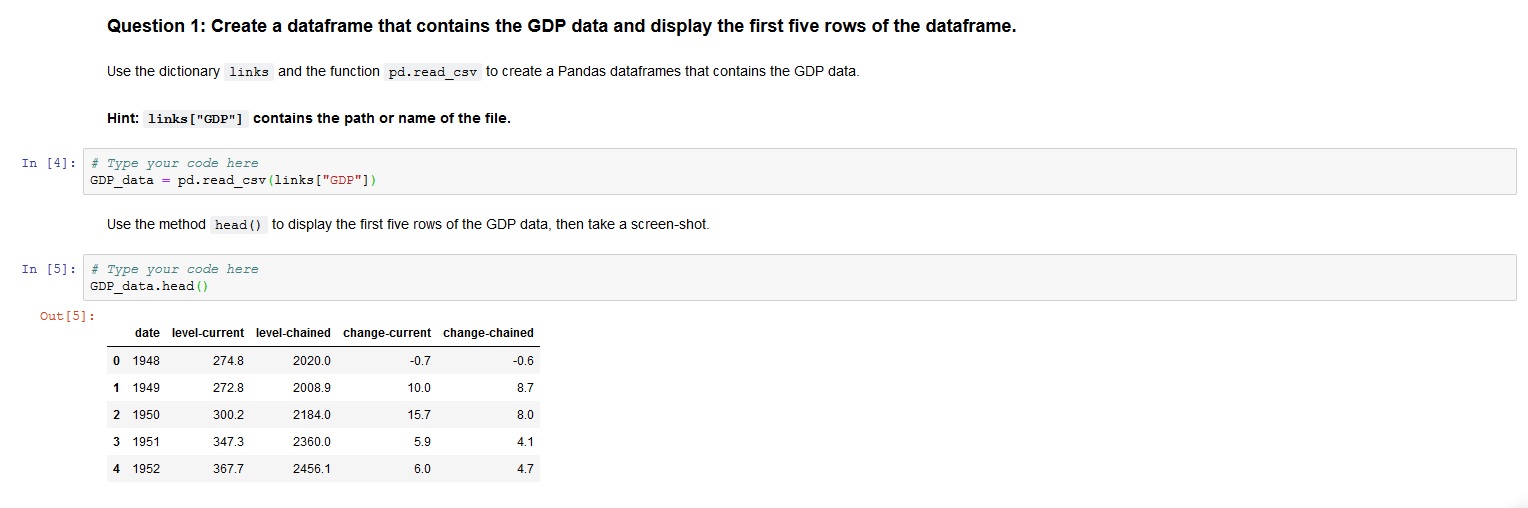 Question 1: Create a dataframe that contains the GDP data and display the first five rows of the dataframe.
Use the dictionary links and the function pd.read_csv to create a Pandas dataframes that contains the GDP data.
Hint: links["GDP"] contains the path or name of the file.
In [4]: # Type your code here
GDP_data = pd.read_csv(links["GDP"])
Use the method head() to display the first five rows of the GDP data, then take a screen-shot.
In [5]: # Type your code here
GDP_data.head()
Out[5]:
date level-current level-chained change-current change-chained
0 1948 274.8 2020.0 -0.7 -0.6
1 1949 272.8 2008.9 10.0 8.7
2 1950 300.2 2184.0 15.7 8.0
3 1951 347.3 2360.0 5.9 4.1
4 1952 367.7 2456.1 6.0 4.7